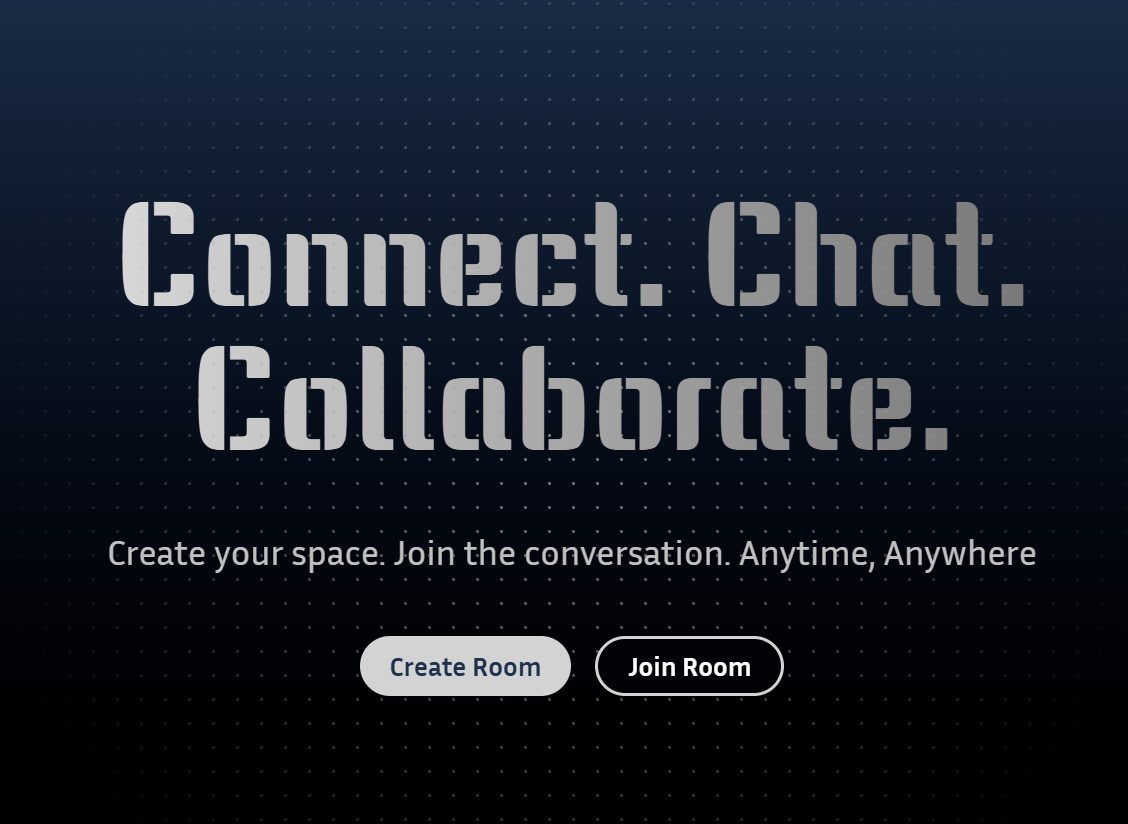 Connect. Chat.
Collaborate.
Create your space. Join the conversation. Anytime, Anywhere
Create Room
Join Room